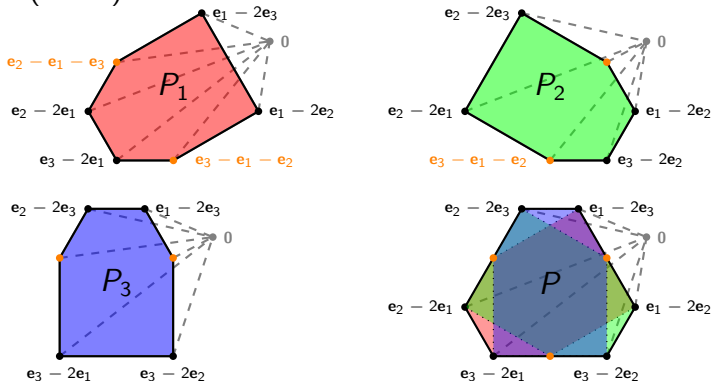 e₁ − 2e₃
0
e₂ − e₁ − e₃
P₁
e₂ − 2e₁
e₁ − 2e₂
e₃ − 2e₁
e₃ − e₁ − e₂
e₂ − 2e₃
0
P₂
e₂ − 2e₁
e₁ − 2e₂
e₃ − e₁ − e₂
e₃ − 2e₂
e₂ − 2e₃
e₁ − 2e₃
0
P₃
e₃ − 2e₁
e₃ − 2e₂
e₂ − 2e₃
e₁ − 2e₃
0
P
e₂ − 2e₁
e₁ − 2e₂
e₃ − 2e₁
e₃ − 2e₂